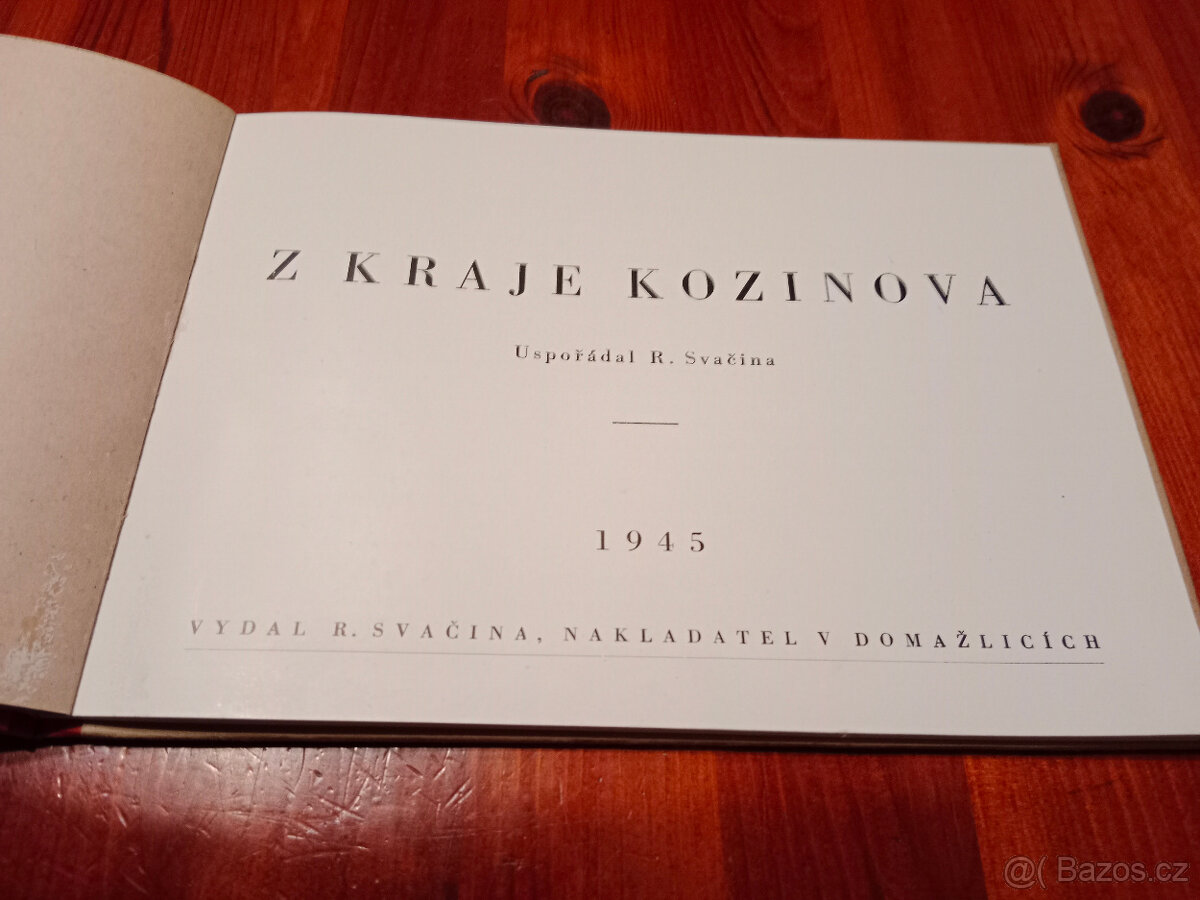 Z KRAJE KOZINOVA
Uspořádal R. Svačina
1945
VYDAL R. SVAČINA, NAKLADATEL V DOMAŽLICÍCH
@( Bazos.cz